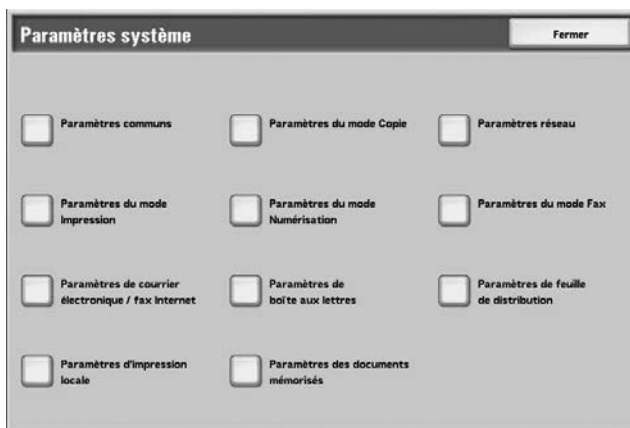 Paramètres système
Fermer
Paramètres communs
Paramètres du mode Copie
Paramètres réseau
Paramètres du mode
Impression
Paramètres du mode
Numérisation
Paramètres du mode Fax
Paramètres de courrier
électronique / fax Internet
Paramètres de
boîte aux lettres
Paramètres de feuille
de distribution
Paramètres d'impression
locale
Paramètres des documents
mémorisés